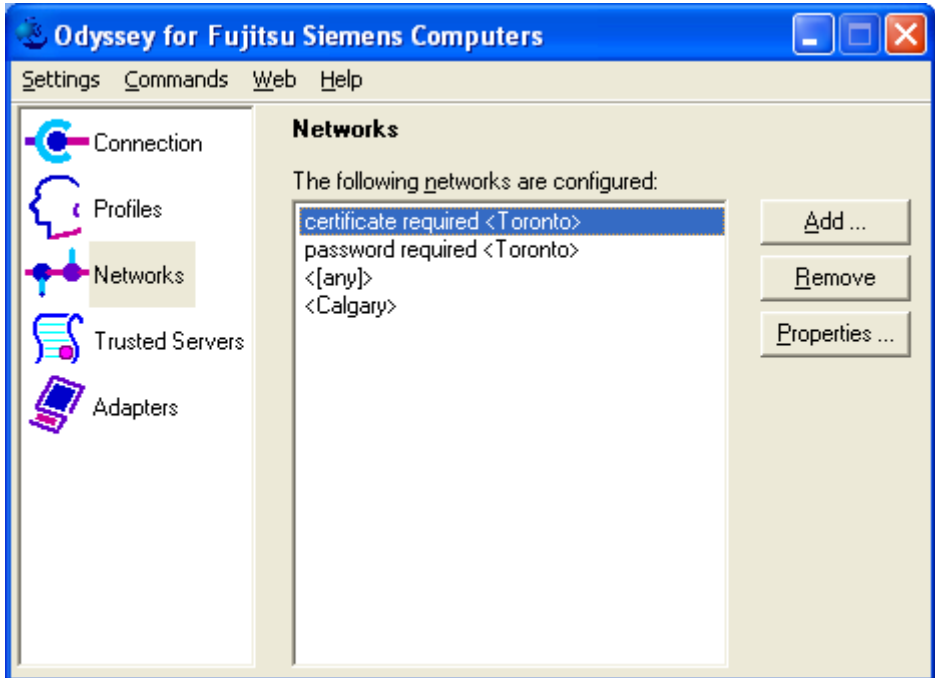 Odyssey for Fujitsu Siemens Computers
Settings Commands Web Help
Connection
Profiles
Networks
Trusted Servers
Adapters
Networks
The following networks are configured:
certificate required <Toronto>
password required <Toronto>
<[any]>
<Calgary>
Add ...
Remove
Properties ...